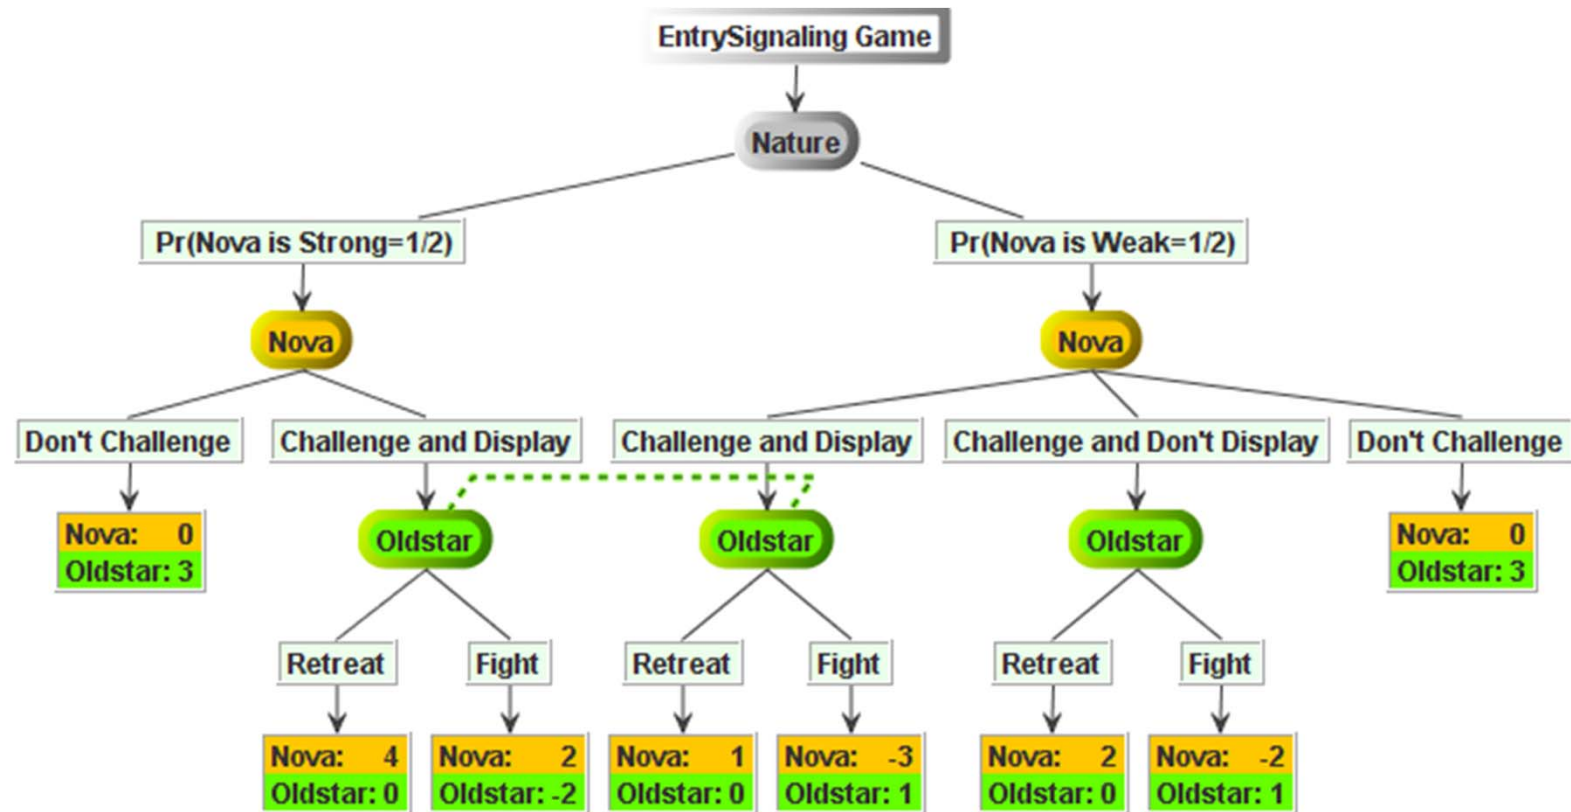 EntrySignaling Game
Nature
Pr(Nova is Strong=1/2)
Pr(Nova is Weak=1/2)
Nova
Nova
Don't Challenge
Challenge and Display
Challenge and Display
Challenge and Don't Display
Don't Challenge
Nova: 0
Oldstar: 3
Oldstar
Oldstar
Oldstar
Nova: 0
Oldstar: 3
Retreat
Fight
Retreat
Fight
Retreat
Fight
Nova: 4
Oldstar: 0
Nova: 2
Oldstar: -2
Nova: 1
Oldstar: 0
Nova: -3
Oldstar: 1
Nova: 2
Oldstar: 0
Nova: -2
Oldstar: 1